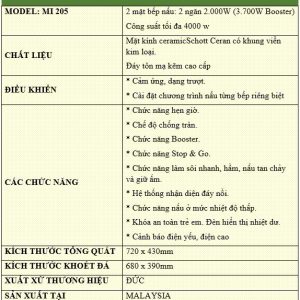 MODEL: MI 205
2 mặt bếp nấu: 2 ngăn 2.000W (3.700W Booster)
Công suất tối đa 4000 w
CHẤT LIỆU
Mặt kính ceramicSchott Ceran có khung viền
kim loại.
Đáy tôn mạ kẽm cao cấp
ĐIỀU KHIỂN
* Cảm ứng, dạng trượt.
* Cài đặt chương trình nấu từng bếp riêng biệt
CÁC CHỨC NĂNG
* Chức năng hẹn giờ.
* Chế độ chống tràn.
* Chức năng Booster.
* Chức năng Stop & Go.
* Chức năng làm sôi nhanh, hầm, nấu tan chảy
và giữ ấm.
* Hệ thống nhận diện đáy nồi.
* Chức năng nấu ở mức nhiệt độ thấp.
* Khóa an toàn trẻ em. Đèn hiển thị nhiệt dư.
* Cảnh báo điện yếu, điện cao
KÍCH THƯỚC TỔNG QUÁT
720 x 430mm
KÍCH THƯỚC KHOÉT ĐÁ
680 x 390mm
XUẤT XỨ THƯƠNG HIỆU
ĐỨC
SẢN XUẤT TẠI
MALAYSIA